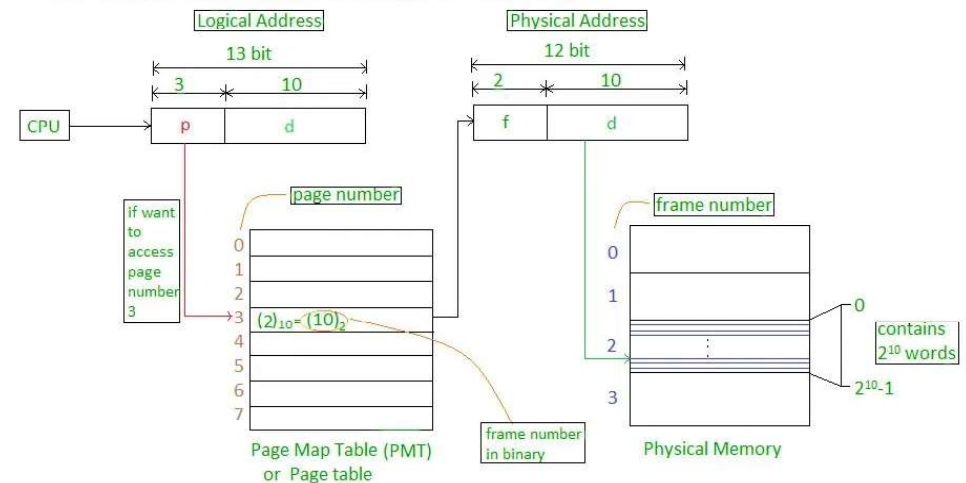 Logical Address
Physical Address
13 bit
12 bit
3
10
2
10
CPU
p
d
f
d
page number
frame number
if want
to
access
page
number
3
0
1
2
3
4
5
6
7
(2)₁₀= (10)₂
0
1
2
3
0
contains
2¹⁰ words
2¹⁰-1
frame number
in binary
Page Map Table (PMT)
or Page table
Physical Memory